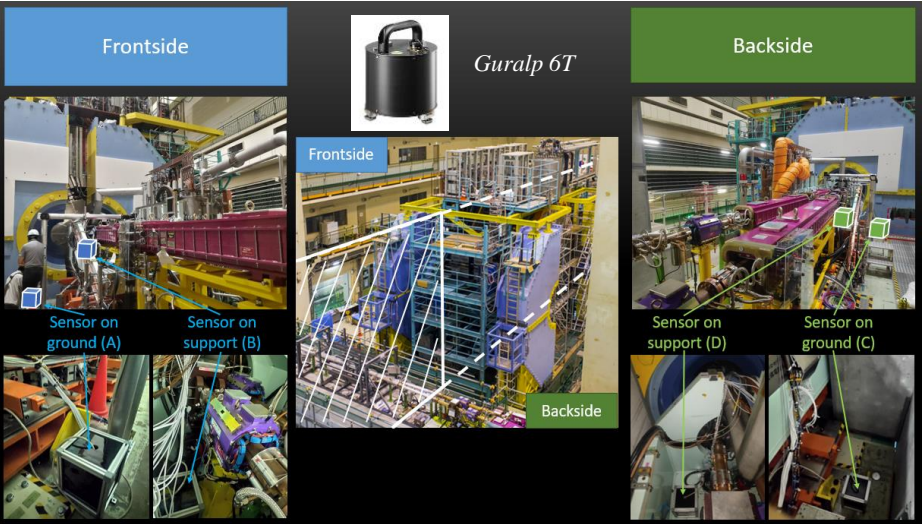 Frontside
Guralp 6T
Backside
Frontside
Backside
Sensor on
ground (A)
Sensor on
support (B)
Sensor on
support (D)
Sensor on
ground (C)